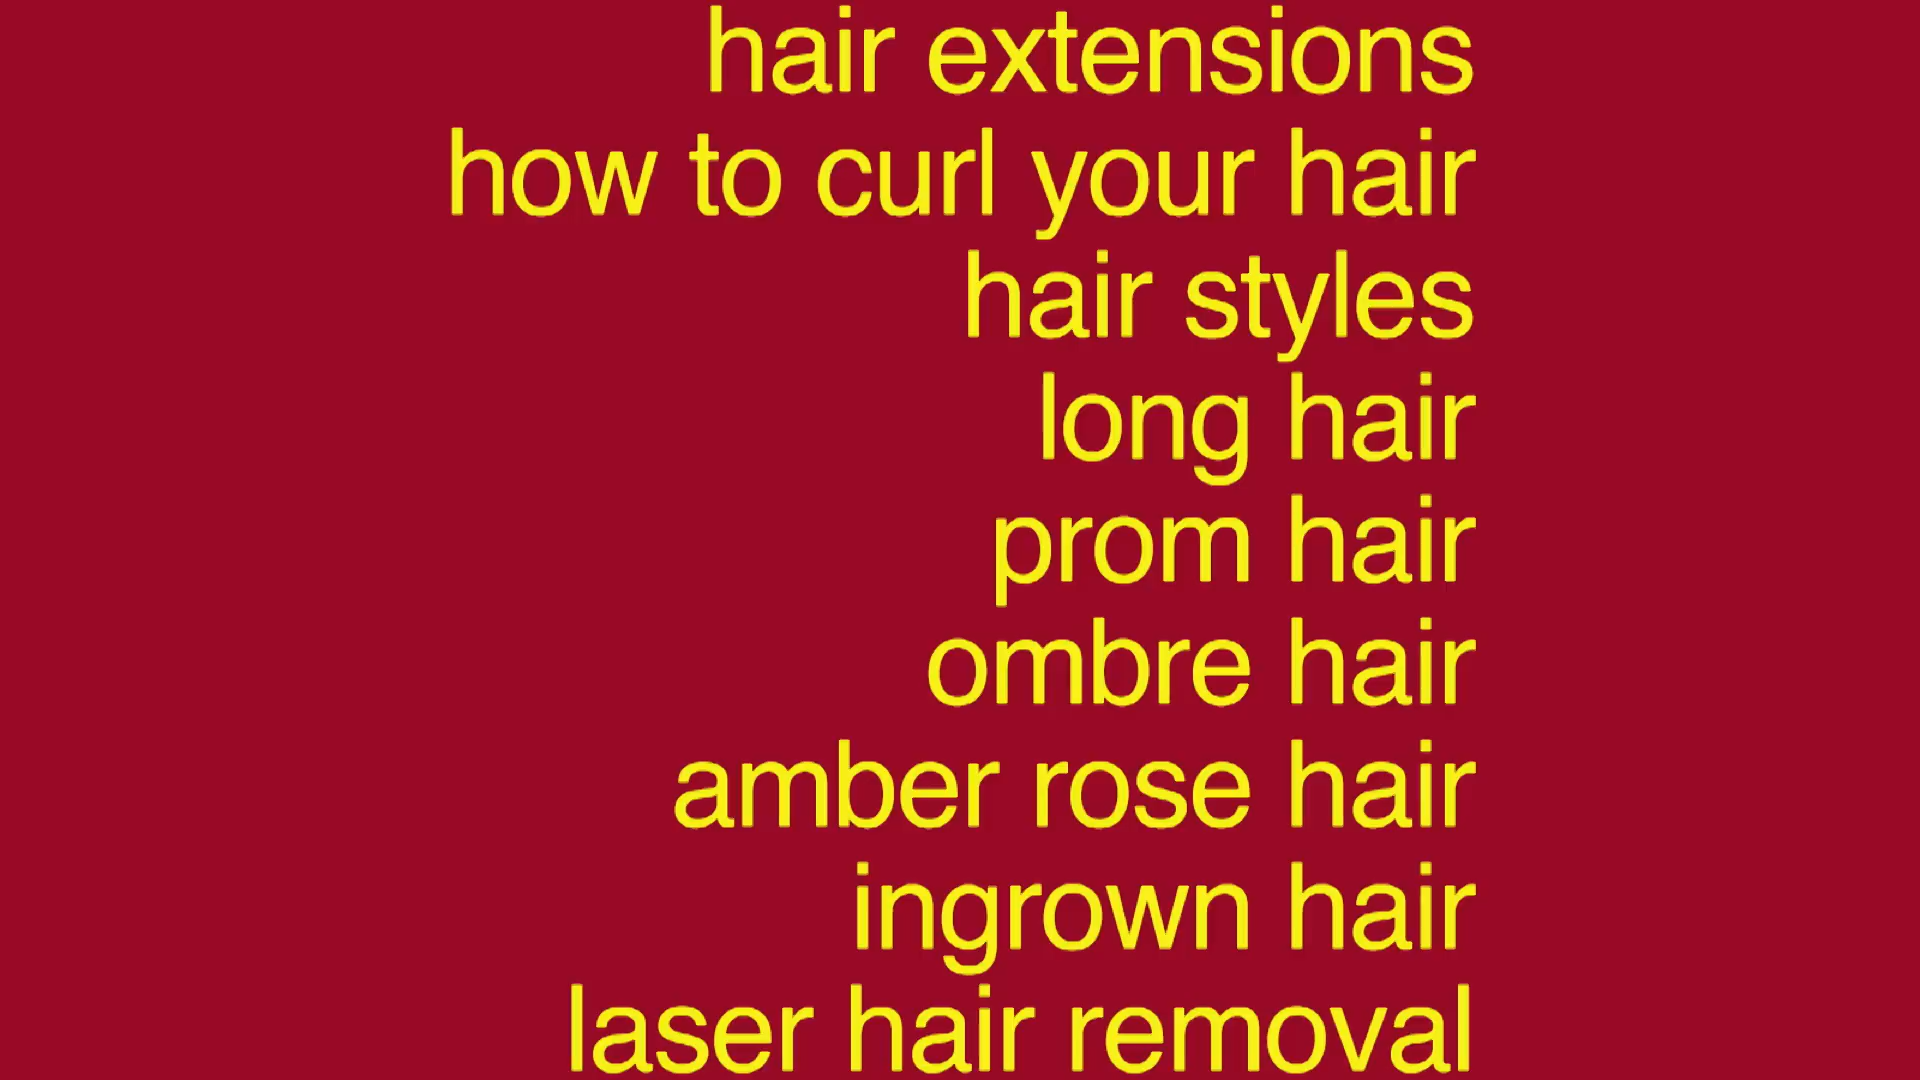 hair extensions
how to curl your hair
hair styles
long hair
prom hair
ombre hair
amber rose hair
ingrown hair
laser hair removal